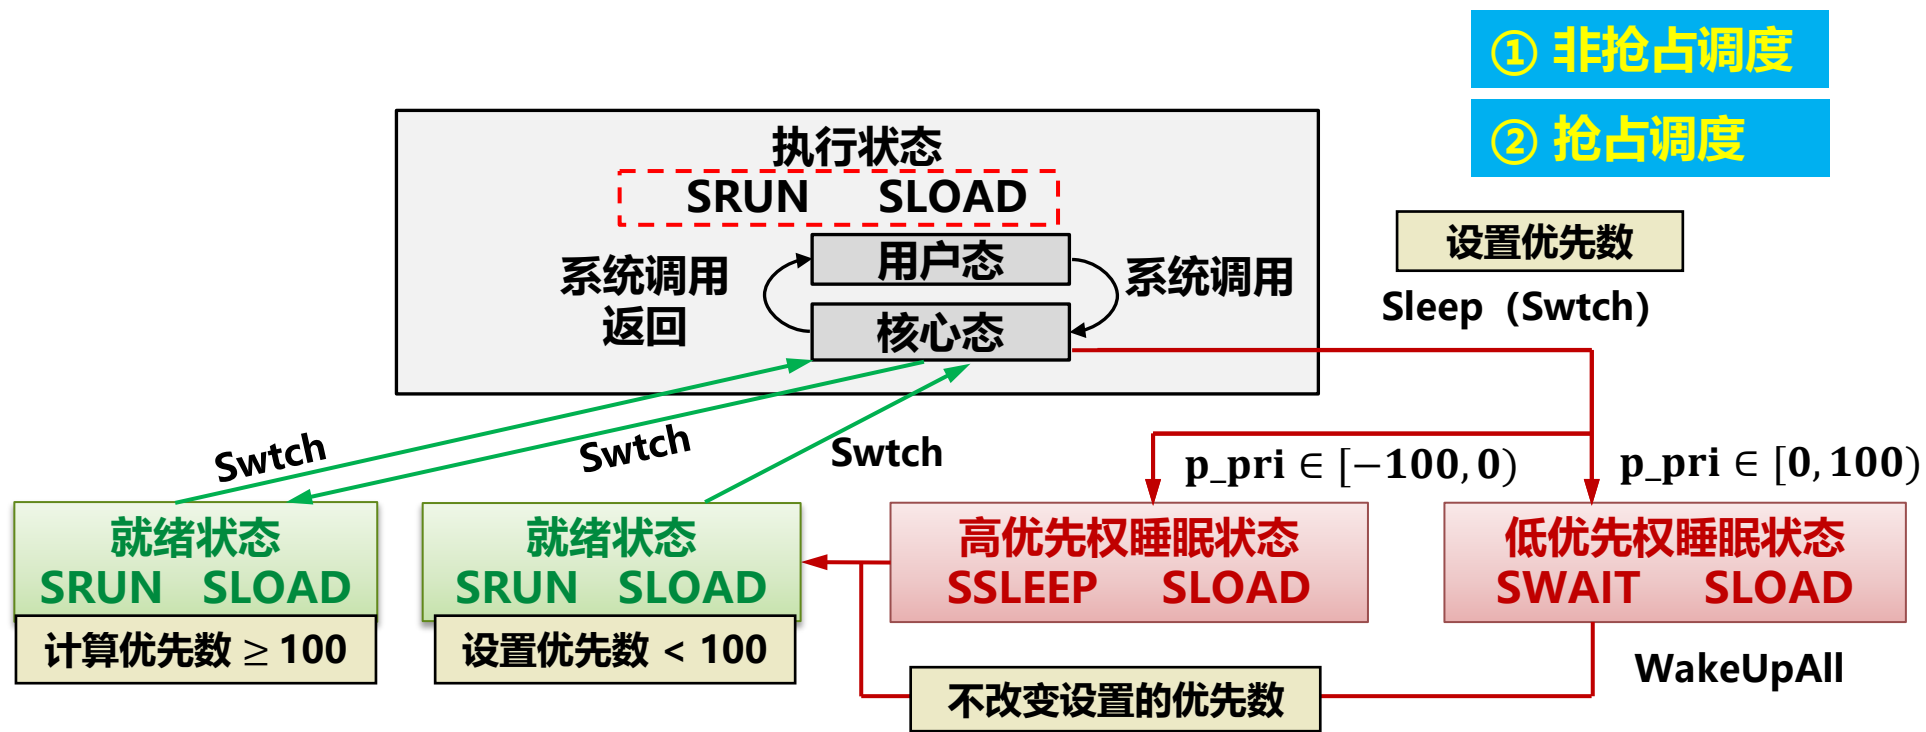 ① 非抢占调度
② 抢占调度
执行状态
SRUN SLOAD
用户态
系统调用
返回
系统调用
核心态
设置优先数
Sleep (Swtch)
Swtch
Swtch
Swtch
p_pri ∈ [−100, 0)
p_pri ∈ [0, 100)
就绪状态
SRUN SLOAD
计算优先数 ≥ 100
就绪状态
SRUN SLOAD
设置优先数 < 100
高优先权睡眠状态
SSLEEP SLOAD
低优先权睡眠状态
SWAIT SLOAD
WakeUpAll
不改变设置的优先数